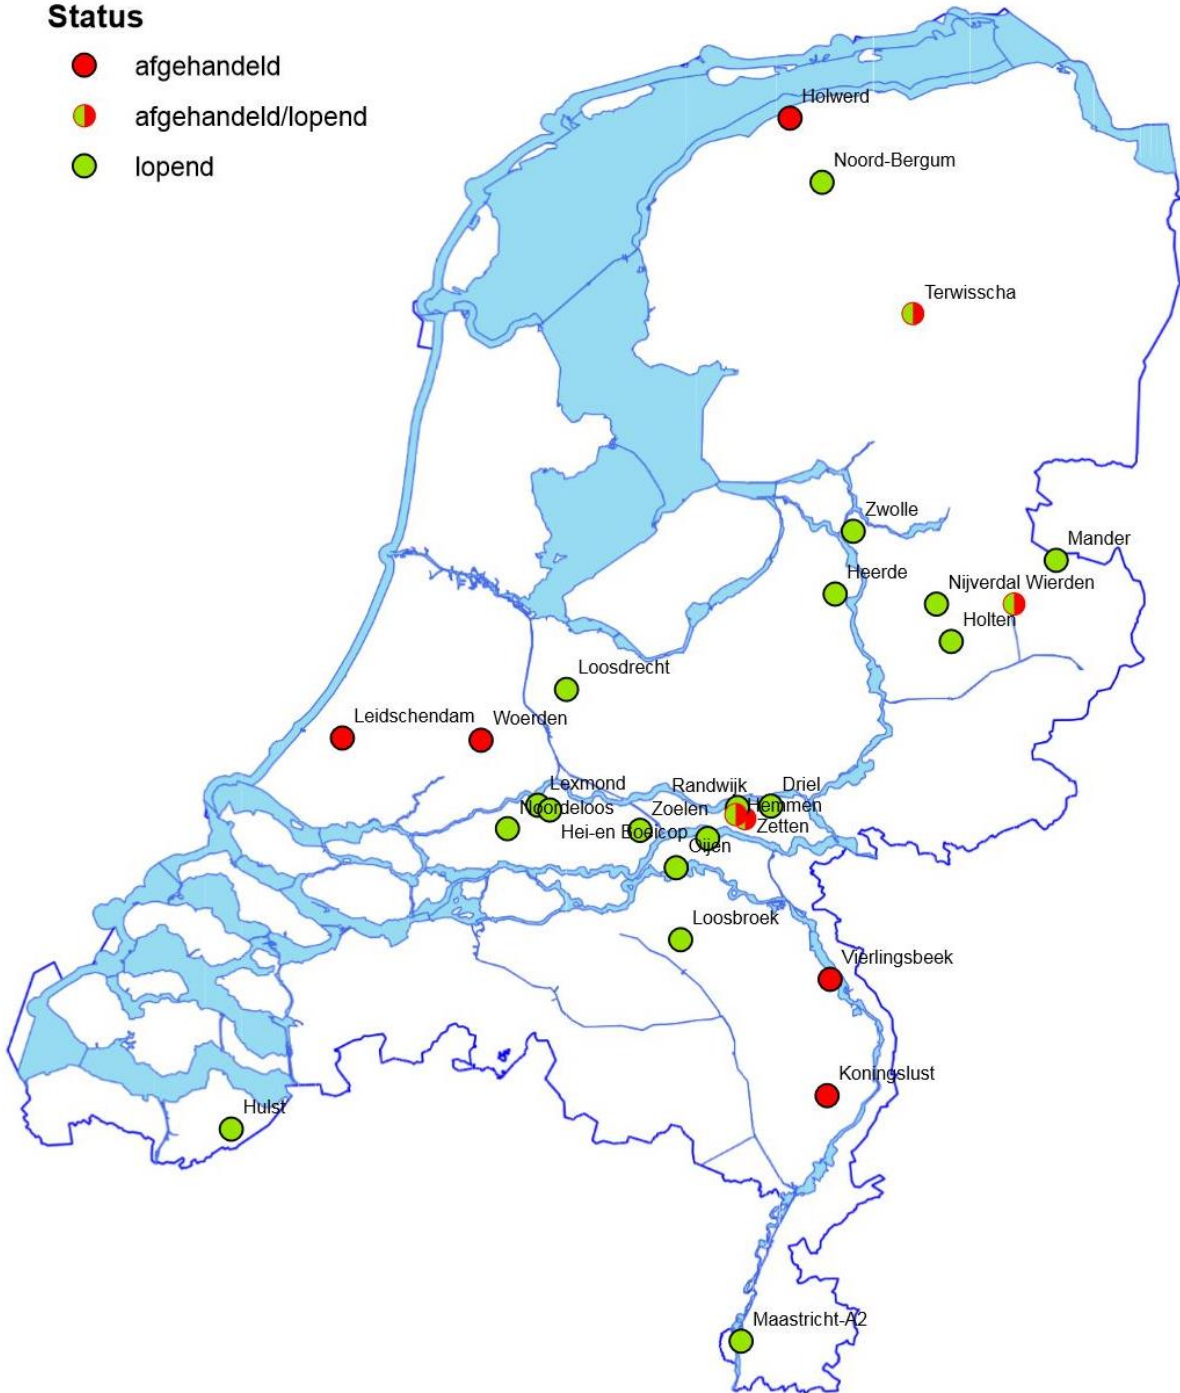 Status
afgehandeld
afgehandeld/lopend
lopend
Holwerd
Noord-Bergum
Terwisscha
Zwolle
Mander
Heerde
Nijverdal Wierden
Holten
Loosdrecht
Leidschendam
Woerden
Lexmond
Randwijk
Driel
Noordeloos
Zoelen
Hemmen
Hei-en Boeicop
Zetten
Oijen
Loosbroek
Vierlingsbeek
Koningslust
Hulst
Maastricht-A2